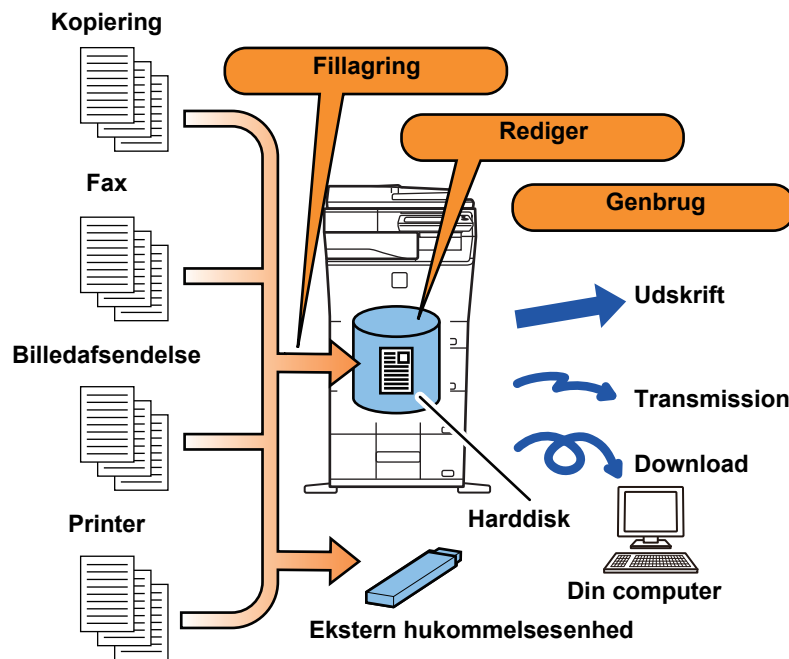 Kopiering
Fillagring
Rediger
Fax
Genbrug
Udskrift
Billedafsendelse
Transmission
Download
Printer
Harddisk
Din computer
Ekstern hukommelsesenhed